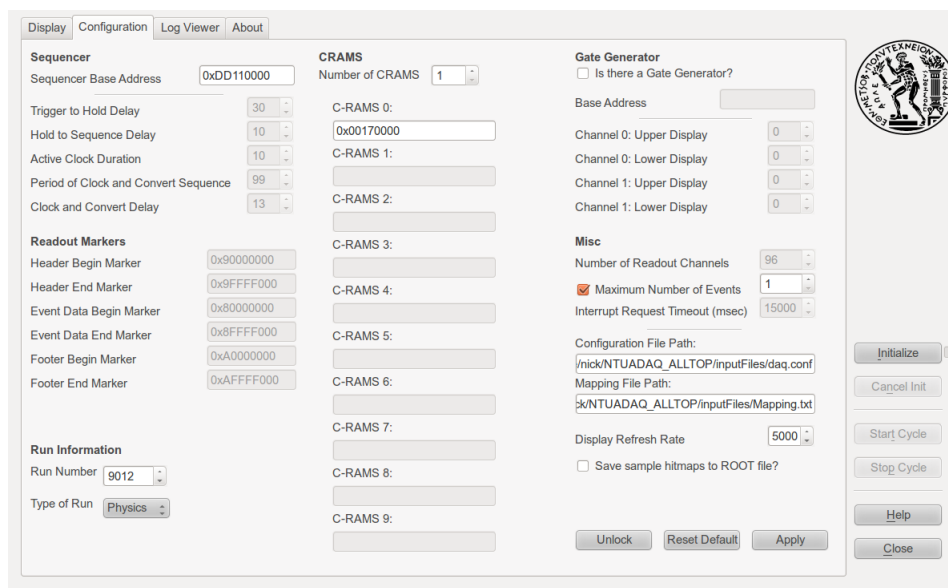 Display Configuration Log Viewer About
Sequencer
Sequencer Base Address 0xDD110000
Trigger to Hold Delay 30
Hold to Sequence Delay 10
Active Clock Duration 10
Period of Clock and Convert Sequence 99
Clock and Convert Delay 13
Readout Markers
Header Begin Marker 0x90000000
Header End Marker 0x9FFFF000
Event Data Begin Marker 0x80000000
Event Data End Marker 0x8FFFF000
Footer Begin Marker 0xA0000000
Footer End Marker 0xAFFFF000
Run Information
Run Number 9012
Type of Run Physics
CRAMS
Number of CRAMS 1
C-RAMS 0:
0x00170000
C-RAMS 1:
C-RAMS 2:
C-RAMS 3:
C-RAMS 4:
C-RAMS 5:
C-RAMS 6:
C-RAMS 7:
C-RAMS 8:
C-RAMS 9:
Gate Generator
Is there a Gate Generator?
Base Address
Channel 0: Upper Display 0
Channel 0: Lower Display 0
Channel 1: Upper Display 0
Channel 1: Lower Display 0
Misc
Number of Readout Channels 96
Maximum Number of Events 1
Interrupt Request Timeout (msec) 15000
Configuration File Path:
/nick/NTUADAQ_ALLTOP/inputFiles/daq.conf
Mapping File Path:
ck/NTUADAQ_ALLTOP/inputFiles/Mapping.txt
Display Refresh Rate 5000
Save sample hitmaps to ROOT file?
Unlock Reset Default Apply
Initialize
Cancel Init
Start Cycle
Stop Cycle
Help
Close